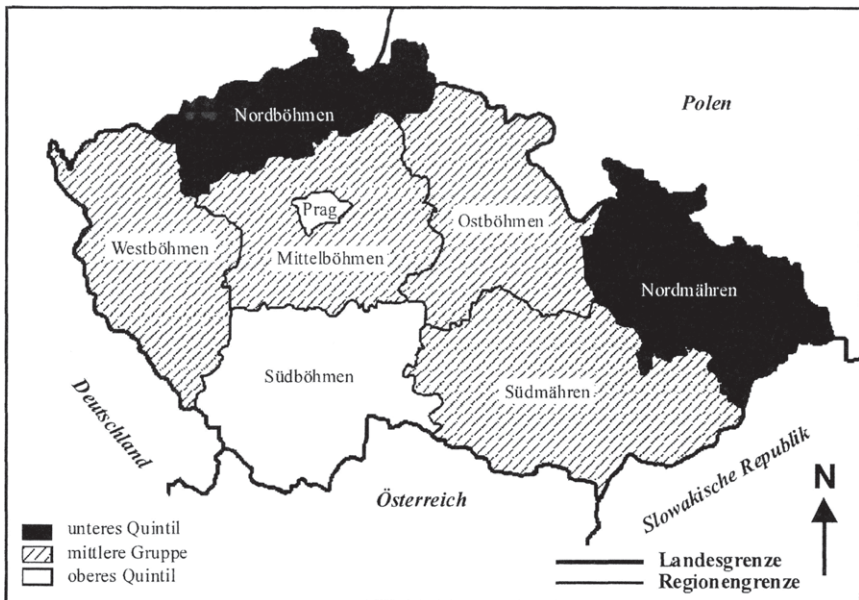 Nordböhmen
Polen
Prag
Ostböhmen
Westböhmen
Mittelböhmen
Nordmähren
Südböhmen
Südmähren
Deutschland
Österreich
Slowakische Republik
N
unteres Quintil
mittlere Gruppe
oberes Quintil
Landesgrenze
Regionengrenze